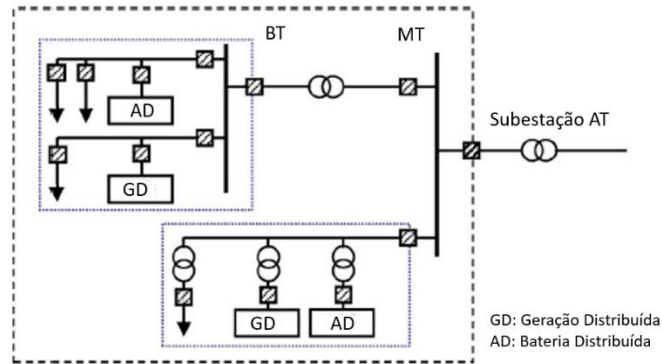 BT
MT
AD
Subestação AT
GD
GD
AD
GD: Geração Distribuída
AD: Bateria Distribuída